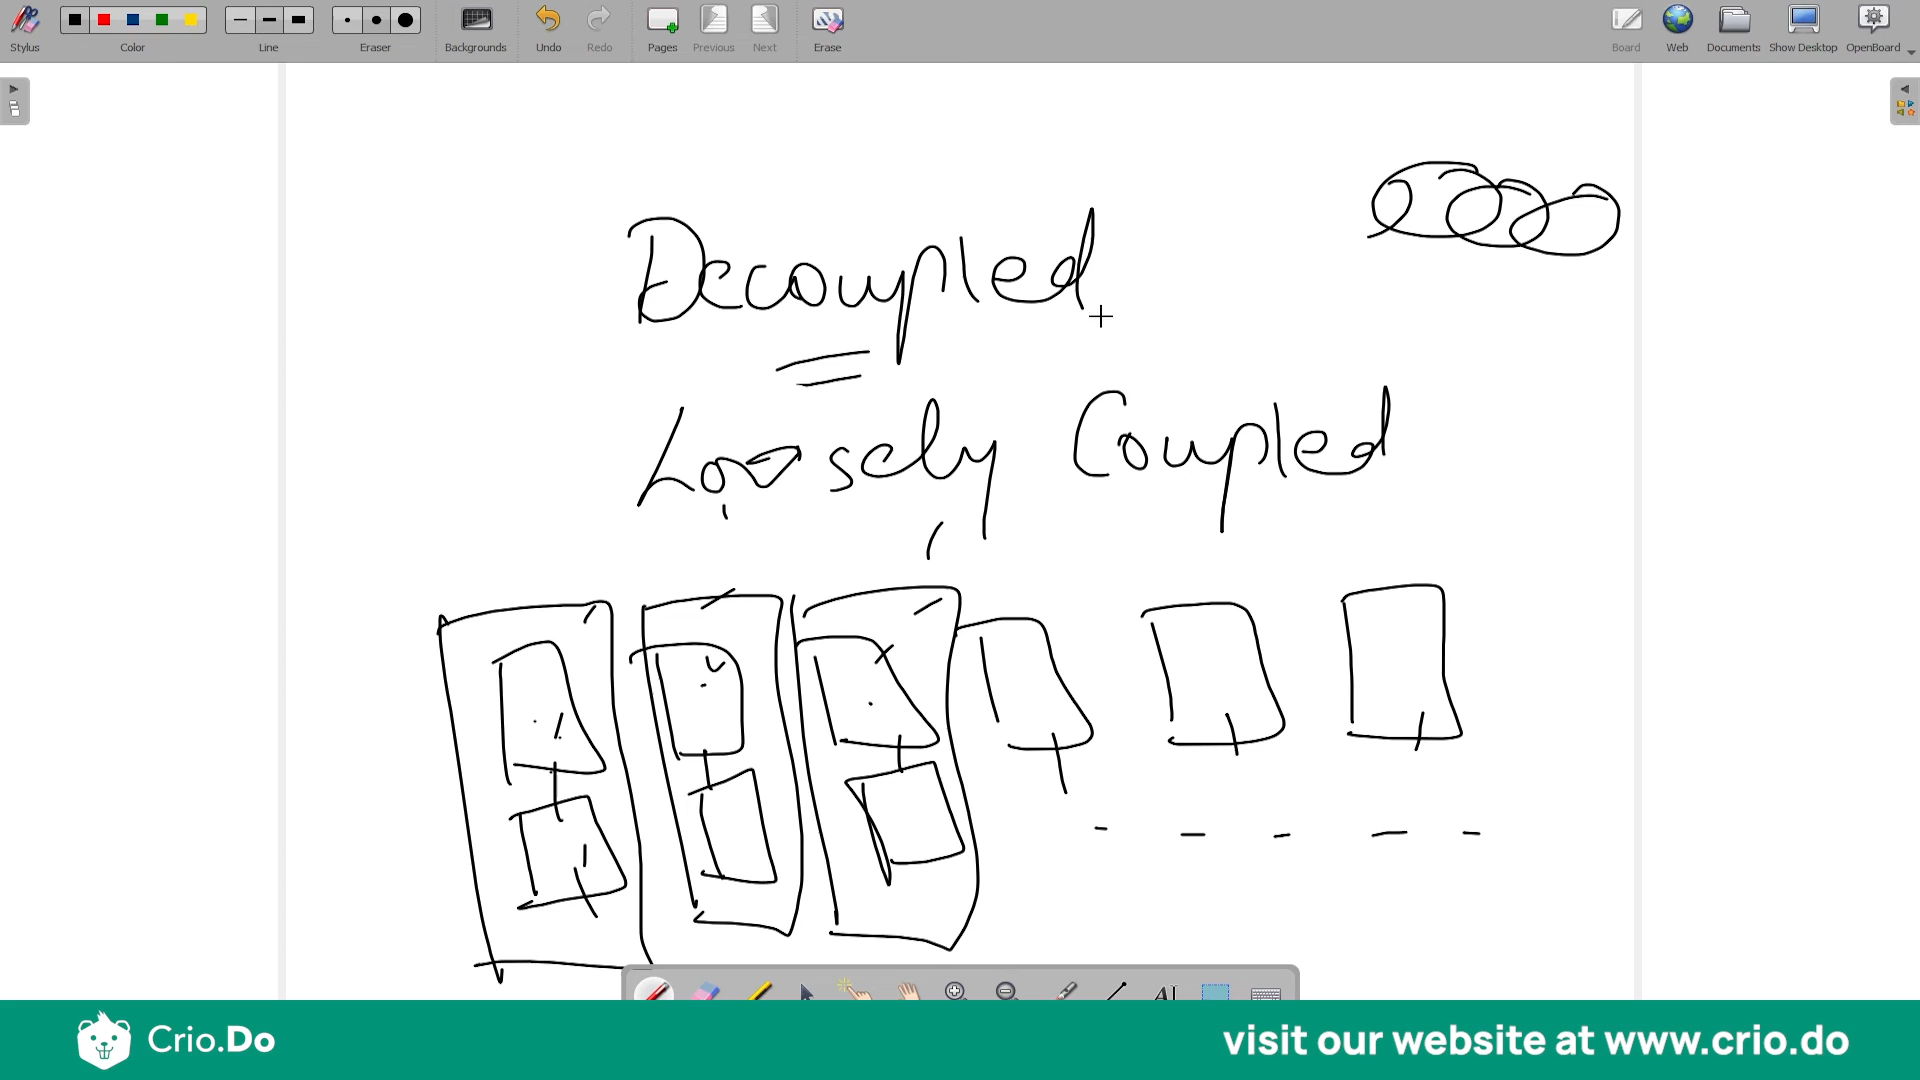 Stylus Color Line Eraser Backgrounds Undo Redo Pages Previous Next Erase Board Web Documents Show Desktop OpenBoard
Decoupled
Loosely Coupled
AI
Crio.Do
visit our website at www.crio.do